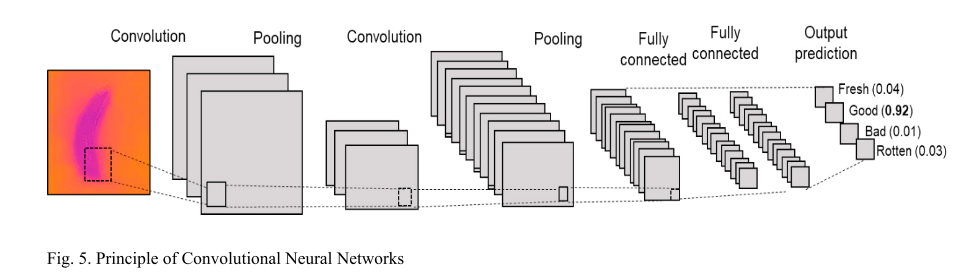 Convolution
Pooling
Convolution
Pooling
Fully
connected
Fully
connected
Output
prediction
Fresh (0.04)
Good (0.92)
Bad (0.01)
Rotten (0.03)
Fig. 5. Principle of Convolutional Neural Networks